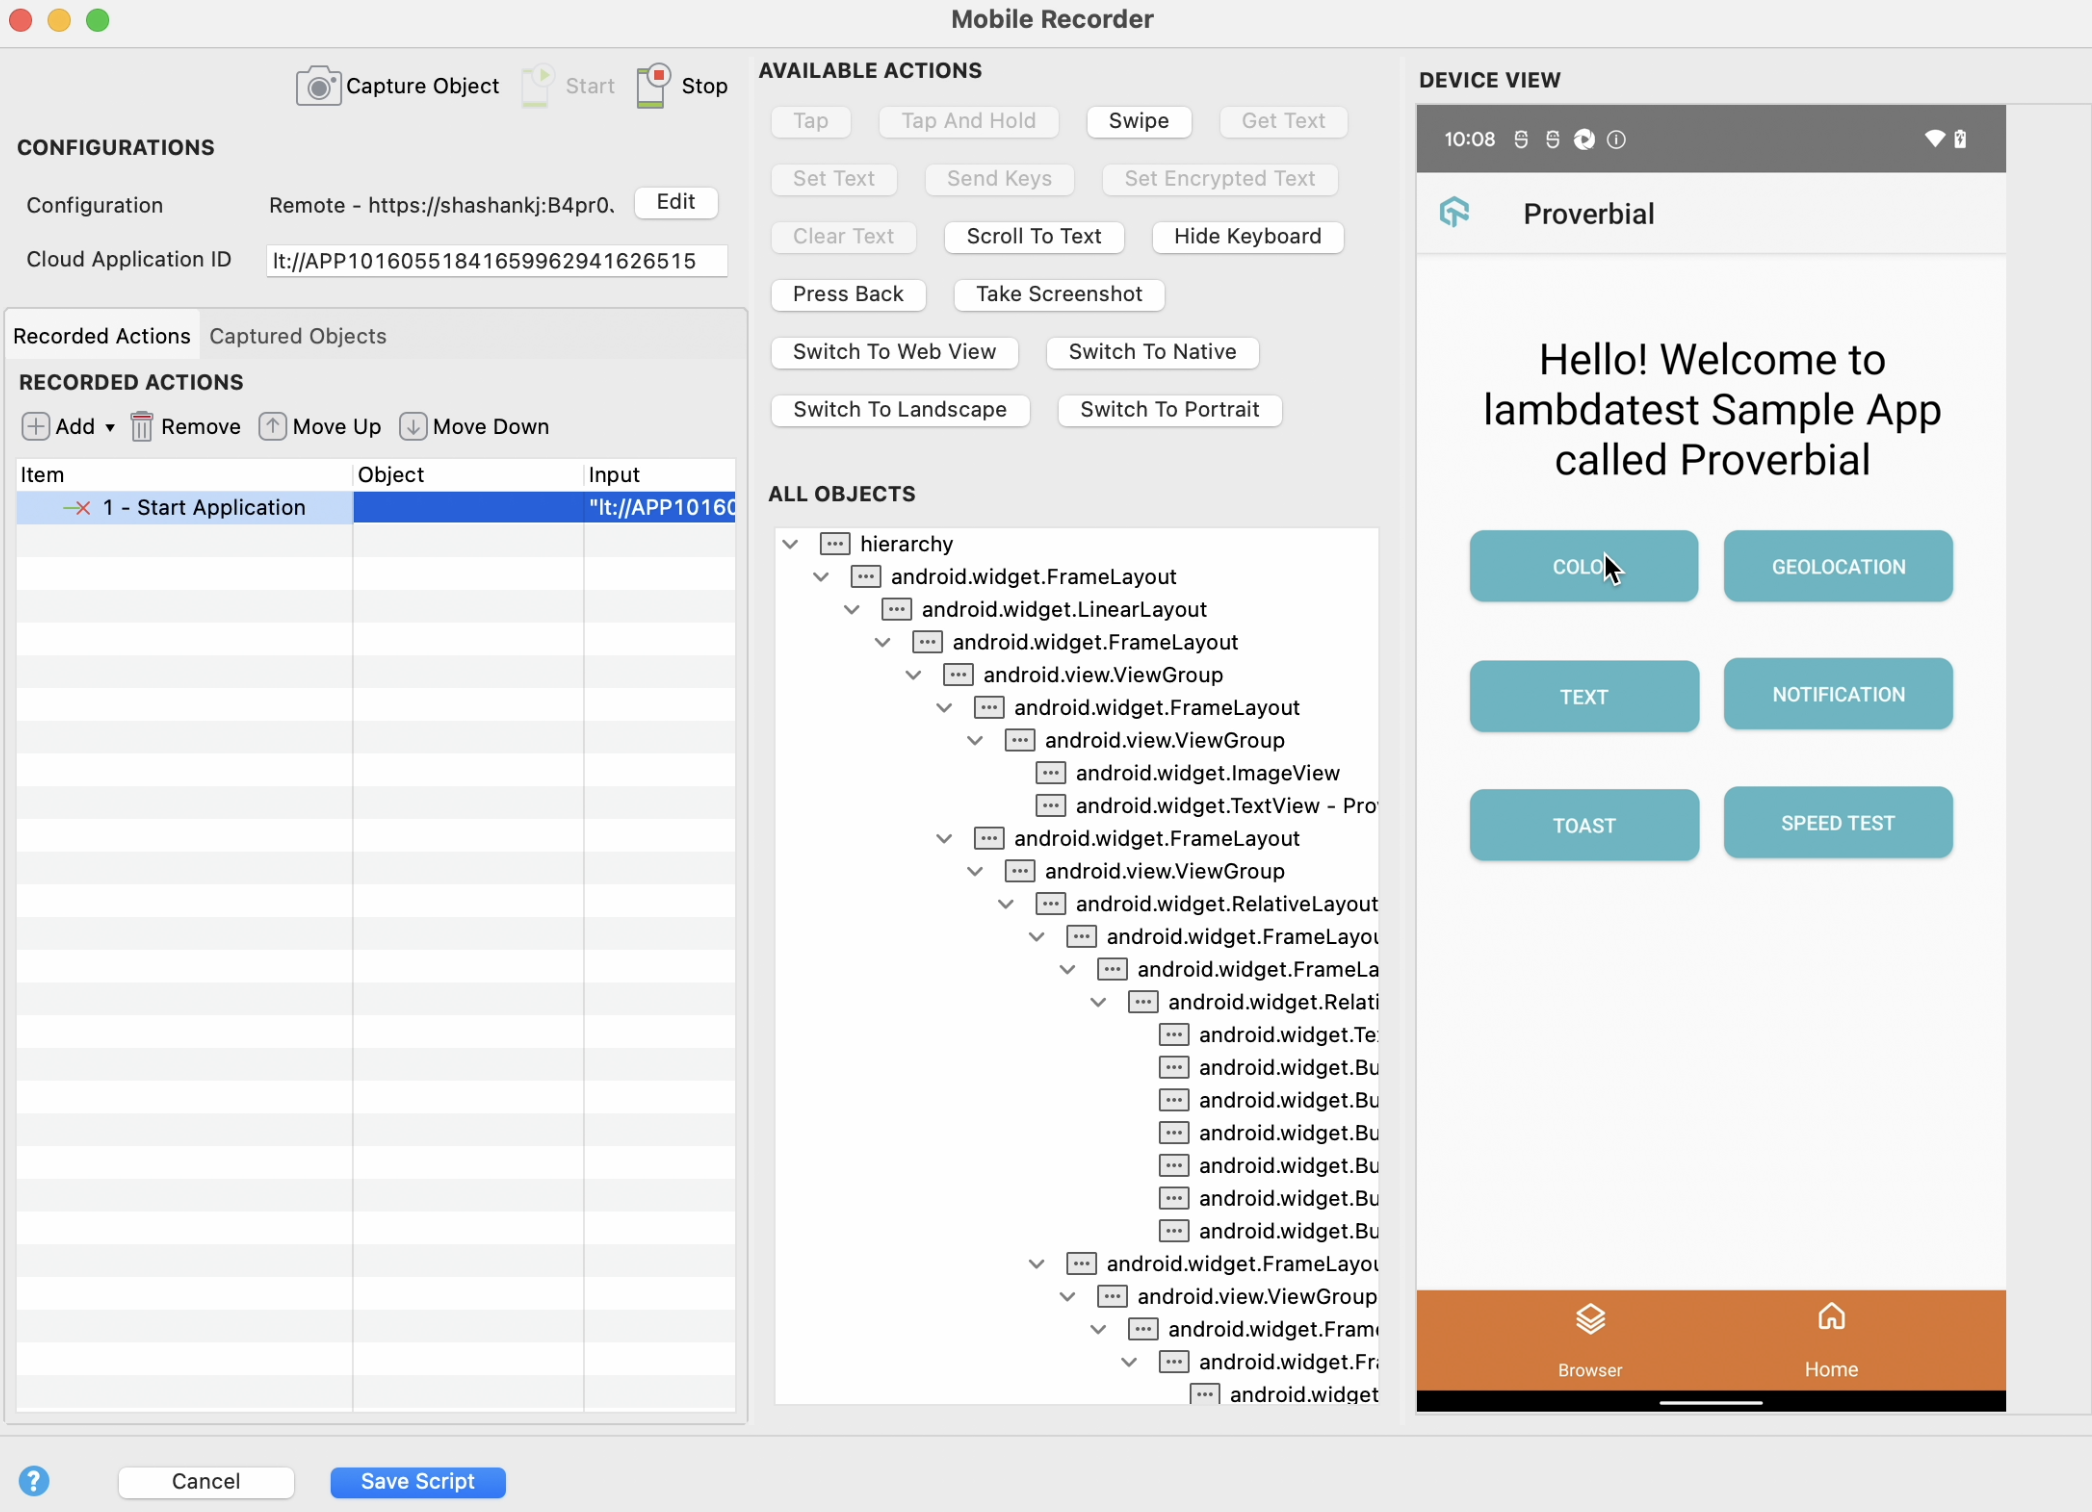 Mobile Recorder
Capture Object
Start
Stop
CONFIGURATIONS
Configuration
Remote - https://shashankj:B4pr0
Edit
Cloud Application ID
lt://APP10160551841659962941626515
Recorded Actions
Captured Objects
RECORDED ACTIONS
Add
Remove
Move Up
Move Down
Item
Object
Input
1 - Start Application
"lt://APP10160
Cancel
Save Script
AVAILABLE ACTIONS
Tap
Tap And Hold
Swipe
Get Text
Set Text
Send Keys
Set Encrypted Text
Clear Text
Scroll To Text
Hide Keyboard
Press Back
Take Screenshot
Switch To Web View
Switch To Native
Switch To Landscape
Switch To Portrait
ALL OBJECTS
hierarchy
android.widget.FrameLayout
android.widget.LinearLayout
android.widget.FrameLayout
android.view.ViewGroup
android.widget.FrameLayout
android.view.ViewGroup
android.widget.ImageView
android.widget.TextView - Pro
android.widget.FrameLayout
android.view.ViewGroup
android.widget.RelativeLayout
android.widget.FrameLayou
android.widget.FrameLa
android.widget.Relati
android.widget.Te
android.widget.Bu
android.widget.Bu
android.widget.Bu
android.widget.Bu
android.widget.Bu
android.widget.Bu
android.widget.FrameLayou
android.view.ViewGroup
android.widget.Frame
android.widget.Fra
android.widget
DEVICE VIEW
10:08
Proverbial
Hello! Welcome to
lambdatest Sample App
called Proverbial
COLO
GEOLOCATION
TEXT
NOTIFICATION
TOAST
SPEED TEST
Browser
Home